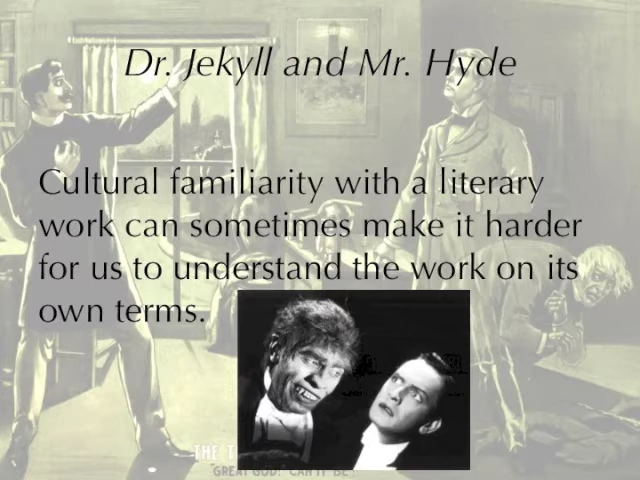 Dr. Jekyll and Mr. Hyde
Cultural familiarity with a literary
work can sometimes make it harder
for us to understand the work on its
own terms.
THE T
"GREAT GOD! CAN IT BE!